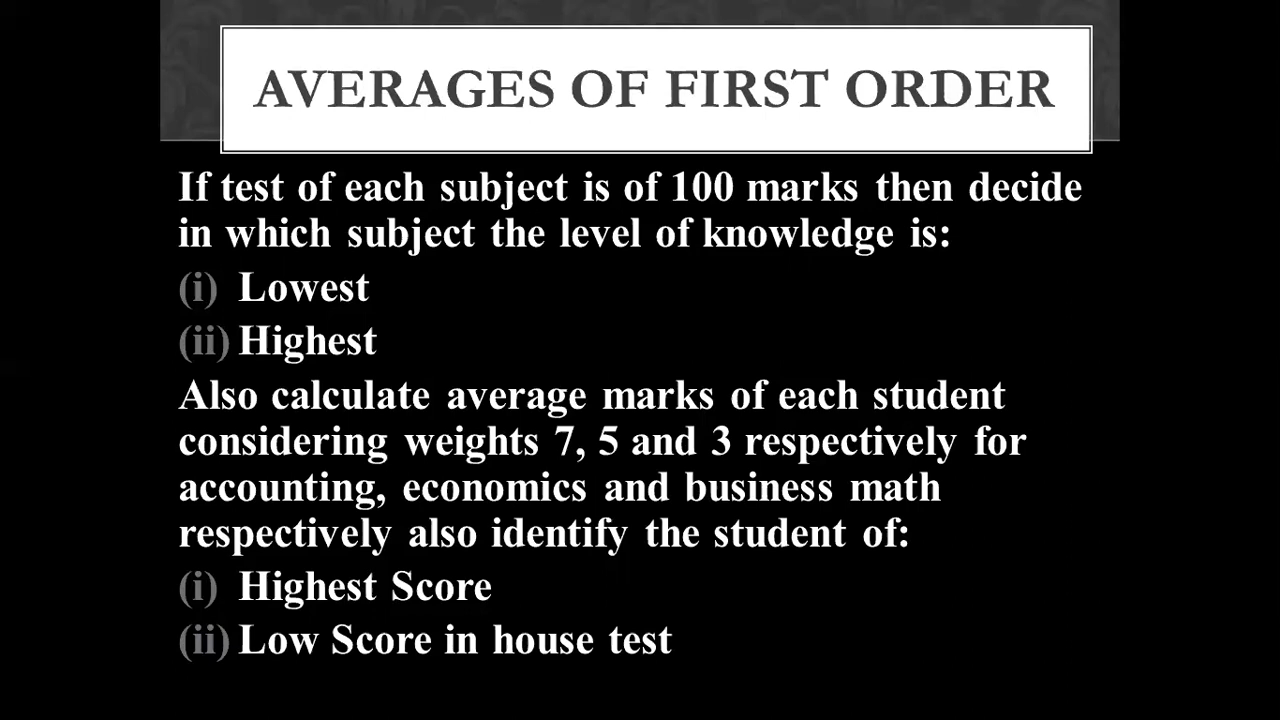 AVERAGES OF FIRST ORDER
If test of each subject is of 100 marks then decide
in which subject the level of knowledge is:
(i) Lowest
(ii) Highest
Also calculate average marks of each student
considering weights 7, 5 and 3 respectively for
accounting, economics and business math
respectively also identify the student of:
(i) Highest Score
(ii) Low Score in house test